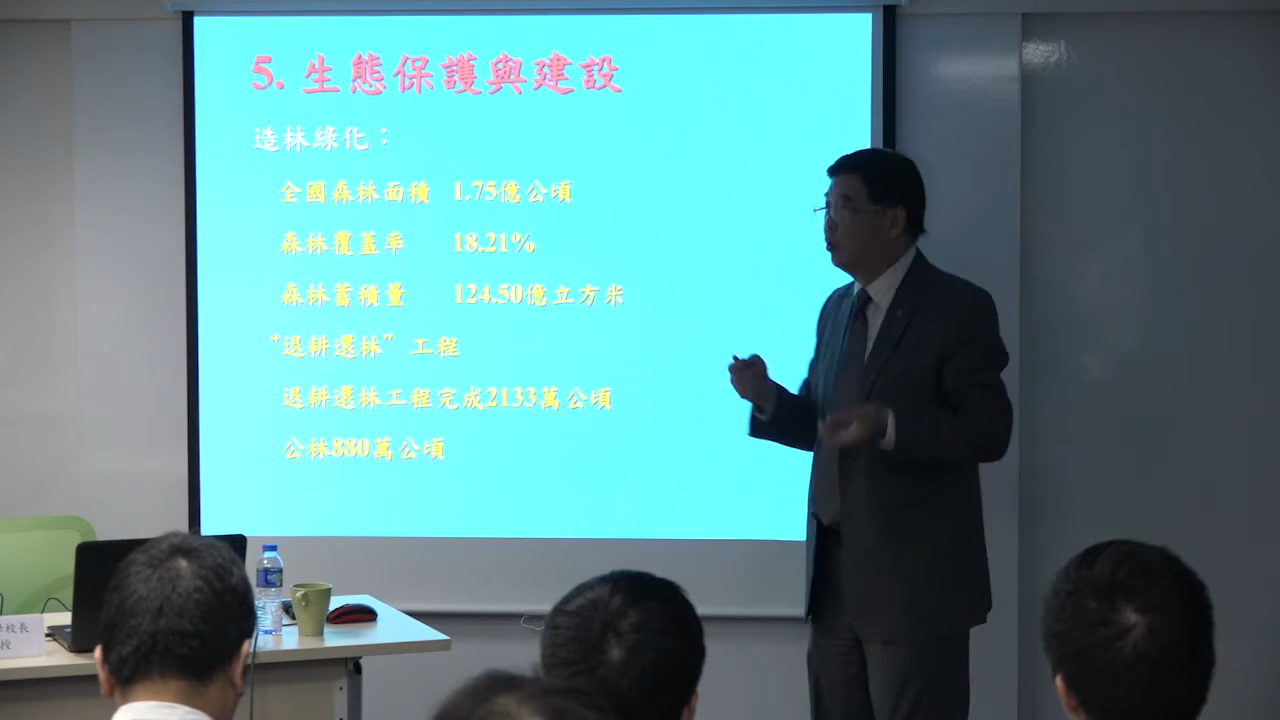 5. 生態保護與建設
造林綠化：
全國森林面積 1.75億公頃
森林覆蓋率 18.21%
森林蓄積量 124.50億立方米
“退耕還林”工程
退耕還林工程完成2133萬公頃
公林880萬公頃
校長